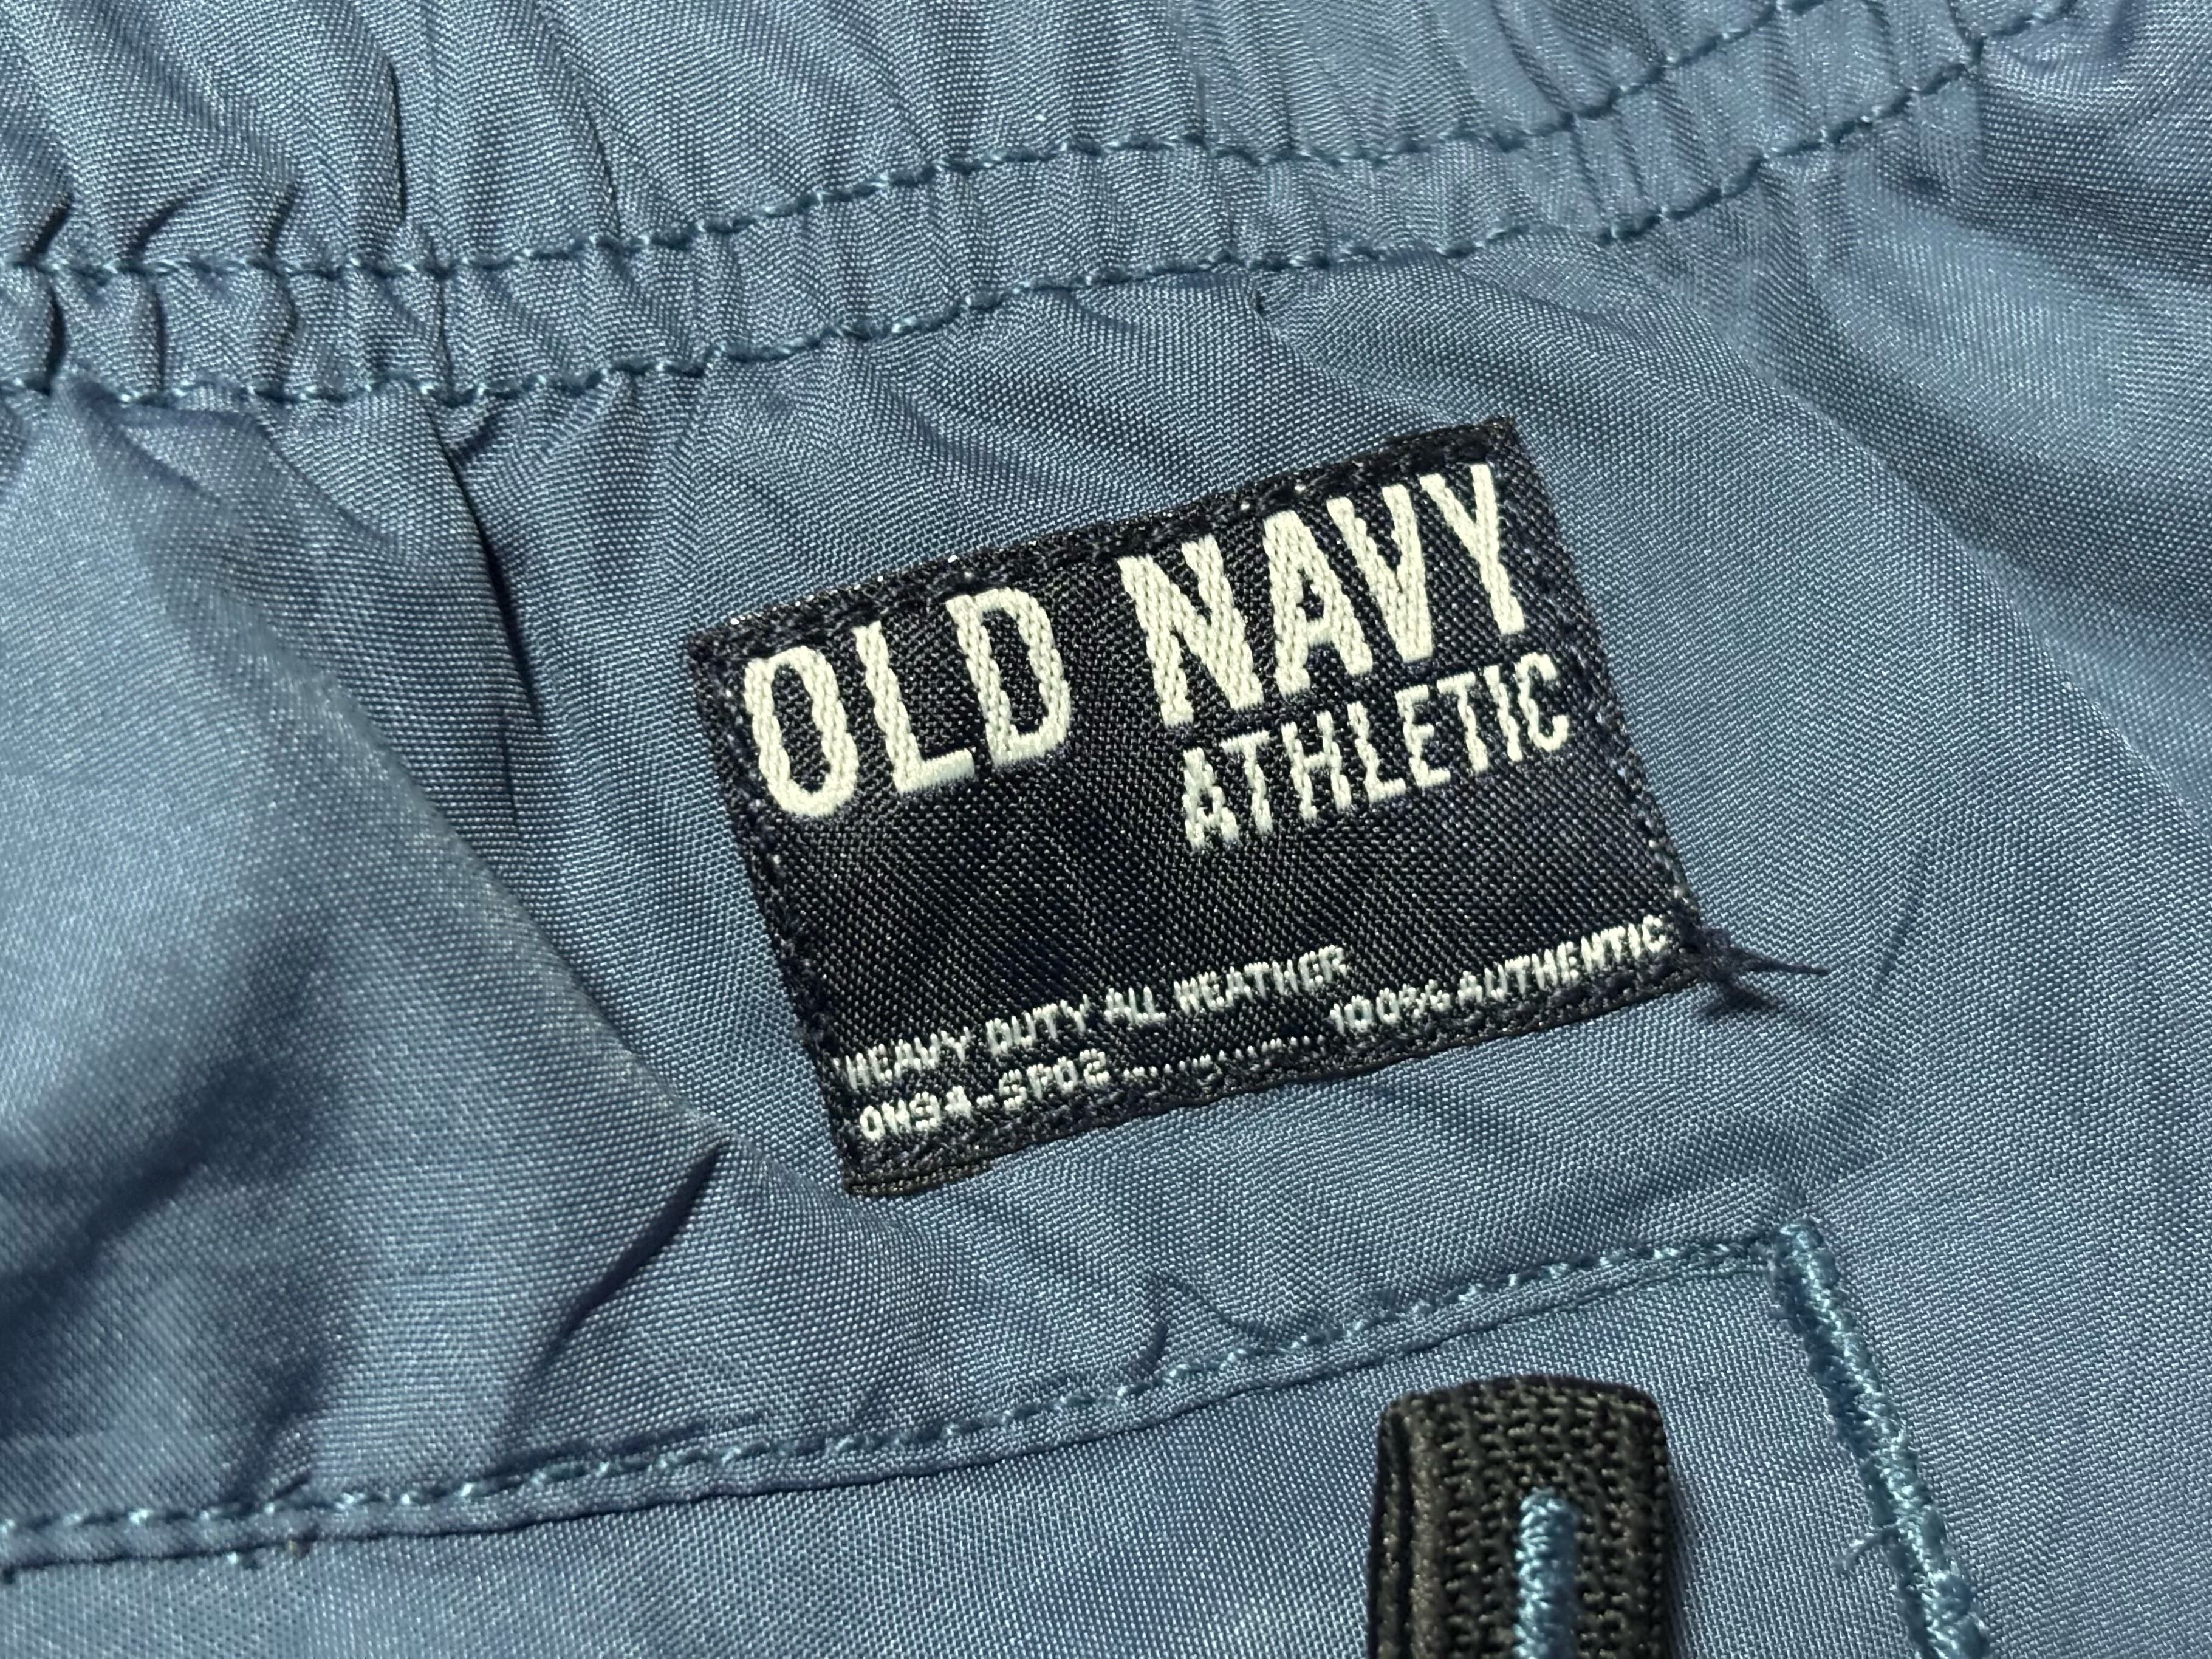 OLD NAVY
ATHLETIC
HEAVY DUTY ALL WEATHER
ON94-SP02 100% AUTHENTIC